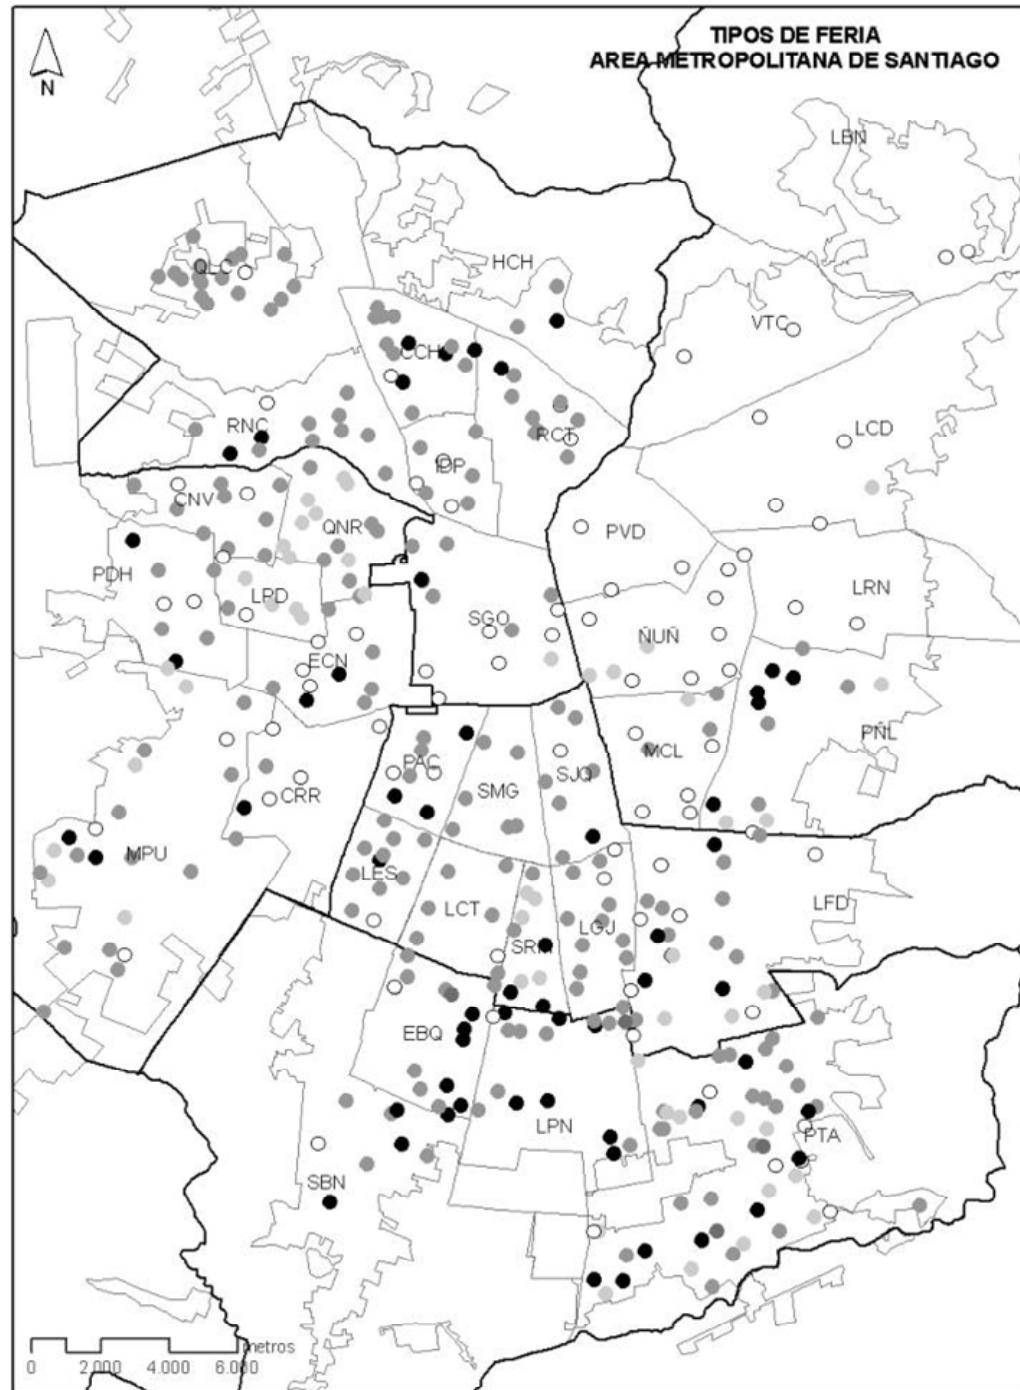 TIPOS DE FERIA
AREA METROPOLITANA DE SANTIAGO
N
LBN
HCH
QLC
VTC
CCH
RNC
RCT
LCD
IDP
CNV
QNR
PVD
PDH
LPD
LRN
SGO
ÑUÑ
ECN
PÑL
MCL
PAC
SJQ
SMG
CRR
MPU
LES
LCT
LFD
LGJ
SRM
EBQ
LPN
PTA
SBN
metros
0 2.000 4.000 6.000